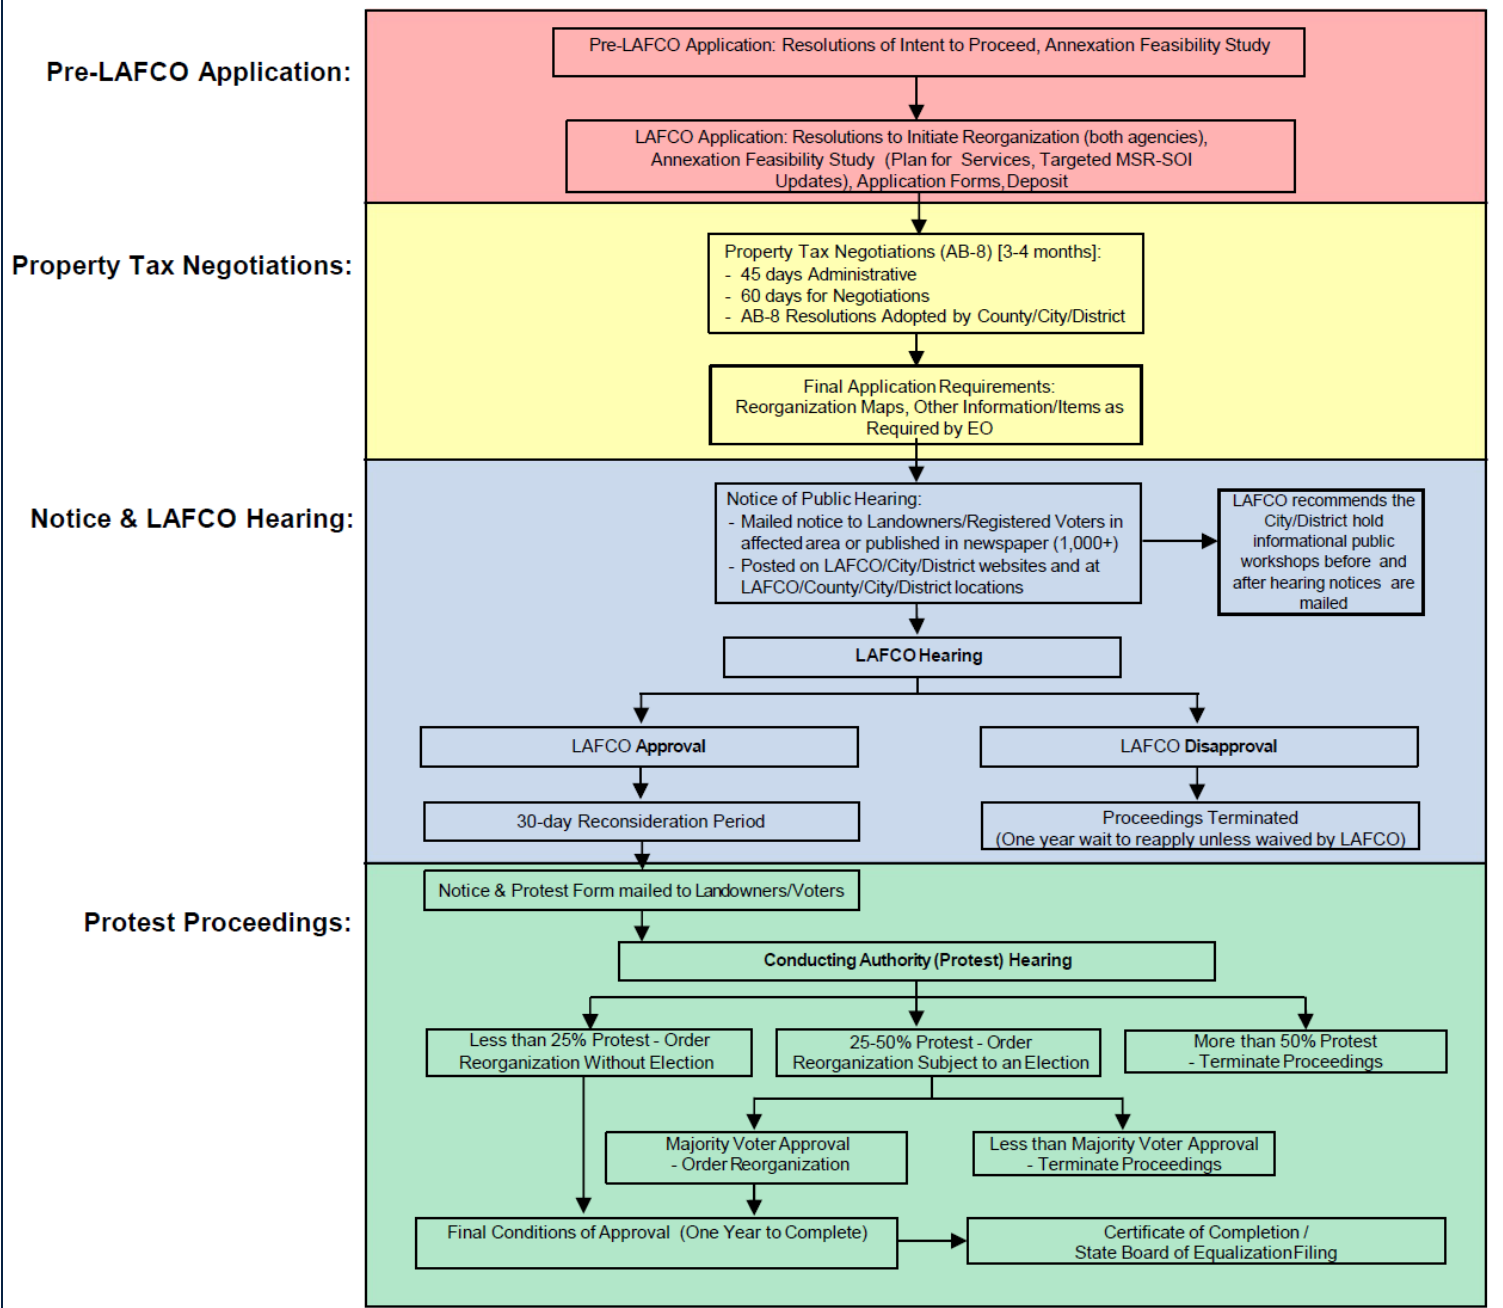 Pre-LAFCO Application:
Pre-LAFCO Application: Resolutions of Intent to Proceed, Annexation Feasibility Study
LAFCO Application: Resolutions to Initiate Reorganization (both agencies),
Annexation Feasibility Study (Plan for Services, Targeted MSR-SOI
Updates), Application Forms, Deposit
Property Tax Negotiations:
Property Tax Negotiations (AB-8) [3-4 months]:
- 45 days Administrative
- 60 days for Negotiations
- AB-8 Resolutions Adopted by County/City/District
Final Application Requirements:
Reorganization Maps, Other Information/Items as
Required by EO
Notice & LAFCO Hearing:
Notice of Public Hearing:
- Mailed notice to Landowners/Registered Voters in
affected area or published in newspaper (1,000+)
- Posted on LAFCO/City/District websites and at
LAFCO/County/City/District locations
LAFCO recommends the
City/District hold
informational public
workshops before and
after hearing notices are
mailed
LAFCO Hearing
LAFCO Approval
LAFCO Disapproval
30-day Reconsideration Period
Proceedings Terminated
(One year wait to reapply unless waived by LAFCO)
Protest Proceedings:
Notice & Protest Form mailed to Landowners/Voters
Conducting Authority (Protest) Hearing
Less than 25% Protest - Order
Reorganization Without Election
25-50% Protest - Order
Reorganization Subject to an Election
More than 50% Protest
- Terminate Proceedings
Majority Voter Approval
- Order Reorganization
Less than Majority Voter Approval
- Terminate Proceedings
Final Conditions of Approval (One Year to Complete)
Certificate of Completion /
State Board of Equalization Filing